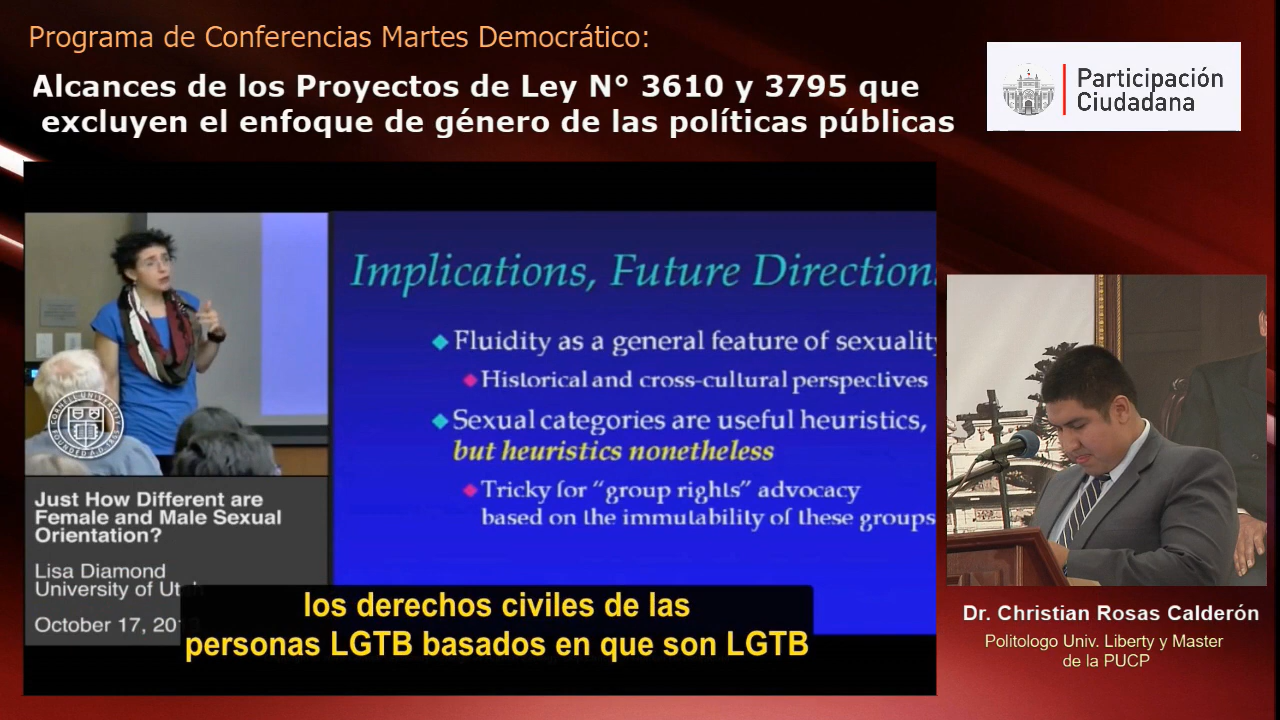 Programa de Conferencias Martes Democrático:
Alcances de los Proyectos de Ley N° 3610 y 3795 que
excluyen el enfoque de género de las políticas públicas
Participación
Ciudadana
Implications, Future Direction
Fluidity as a general feature of sexuality
Historical and cross-cultural perspectives
Sexual categories are useful heuristics,
but heuristics nonetheless
Tricky for "group rights" advocacy
based on the immutability of these groups
Just How Different are
Female and Male Sexual
Orientation?
Lisa Diamond
University of
October 17,
los derechos civiles de las
personas LGTB basados en que son LGTB
Dr. Christian Rosas Calderón
Politologo Univ. Liberty y Master
de la PUCP